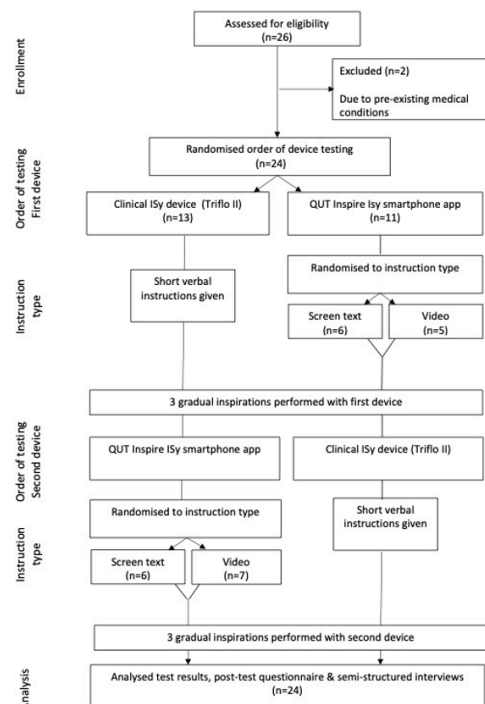 Enrollment
Assessed for eligibility
(n=26)
Excluded (n=2)
Due to pre-existing medical
conditions
Randomised order of device testing
(n=24)
Order of testing
First device
Clinical ISy device (Triflo II)
(n=13)
QUT Inspire Isy smartphone app
(n=11)
Instruction
type
Short verbal
instructions given
Randomised to instruction type
Screen text
(n=6)
Video
(n=5)
3 gradual inspirations performed with first device
Order of testing
Second device
QUT Inspire ISy smartphone app
Clinical ISy device (Triflo II)
Instruction
type
Randomised to instruction type
Short verbal
instructions given
Screen text
(n=6)
Video
(n=7)
3 gradual inspirations performed with second device
Analysis
Analysed test results, post-test questionnaire & semi-structured interviews
(n=24)